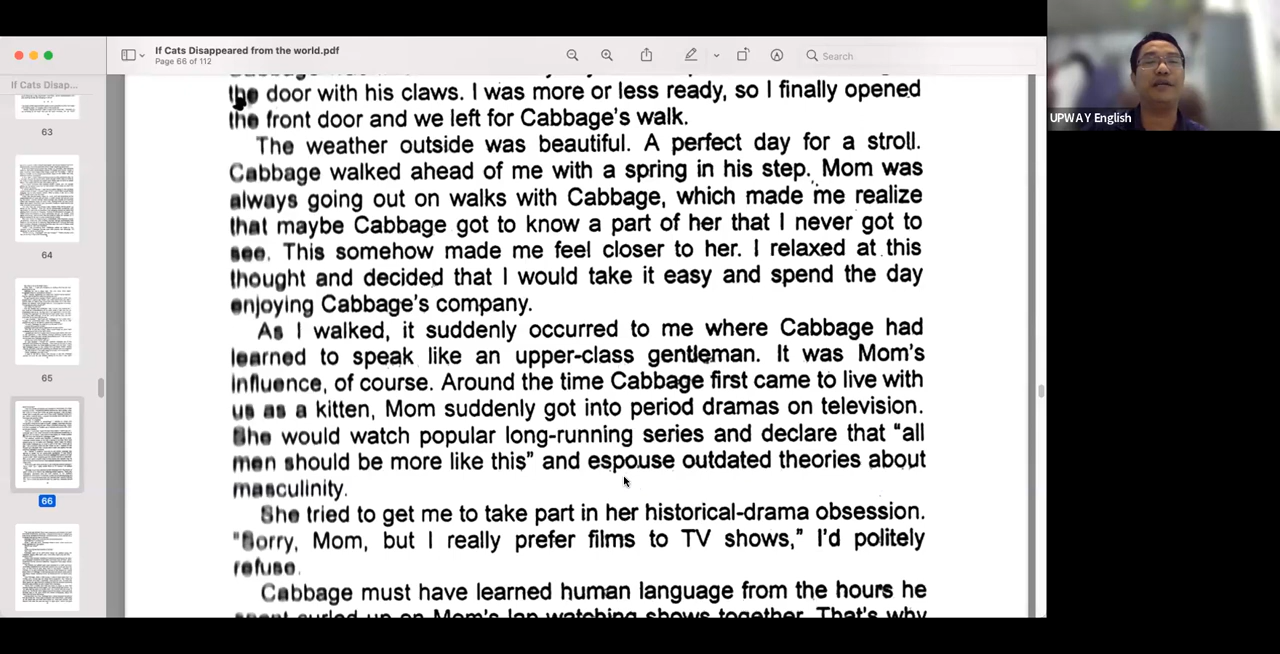 If Cats Disappeared from the world.pdf
Page 66 of 112
Search
If Cats Disap...
63
64
65
66
UPWAY English
the door with his claws. I was more or less ready, so I finally opened
the front door and we left for Cabbage's walk.
The weather outside was beautiful. A perfect day for a stroll.
Cabbage walked ahead of me with a spring in his step. Mom was
always going out on walks with Cabbage, which made me realize
that maybe Cabbage got to know a part of her that I never got to
see. This somehow made me feel closer to her. I relaxed at this
thought and decided that I would take it easy and spend the day
enjoying Cabbage's company.
As I walked, it suddenly occurred to me where Cabbage had
learned to speak like an upper-class gentleman. It was Mom's
influence, of course. Around the time Cabbage first came to live with
us as a kitten, Mom suddenly got into period dramas on television.
She would watch popular long-running series and declare that "all
men should be more like this" and espouse outdated theories about
masculinity.
She tried to get me to take part in her historical-drama obsession.
"Sorry, Mom, but I really prefer films to TV shows," I'd politely
refuse.
Cabbage must have learned human language from the hours he
spent curled up on Mom's lap watching shows together. That's why